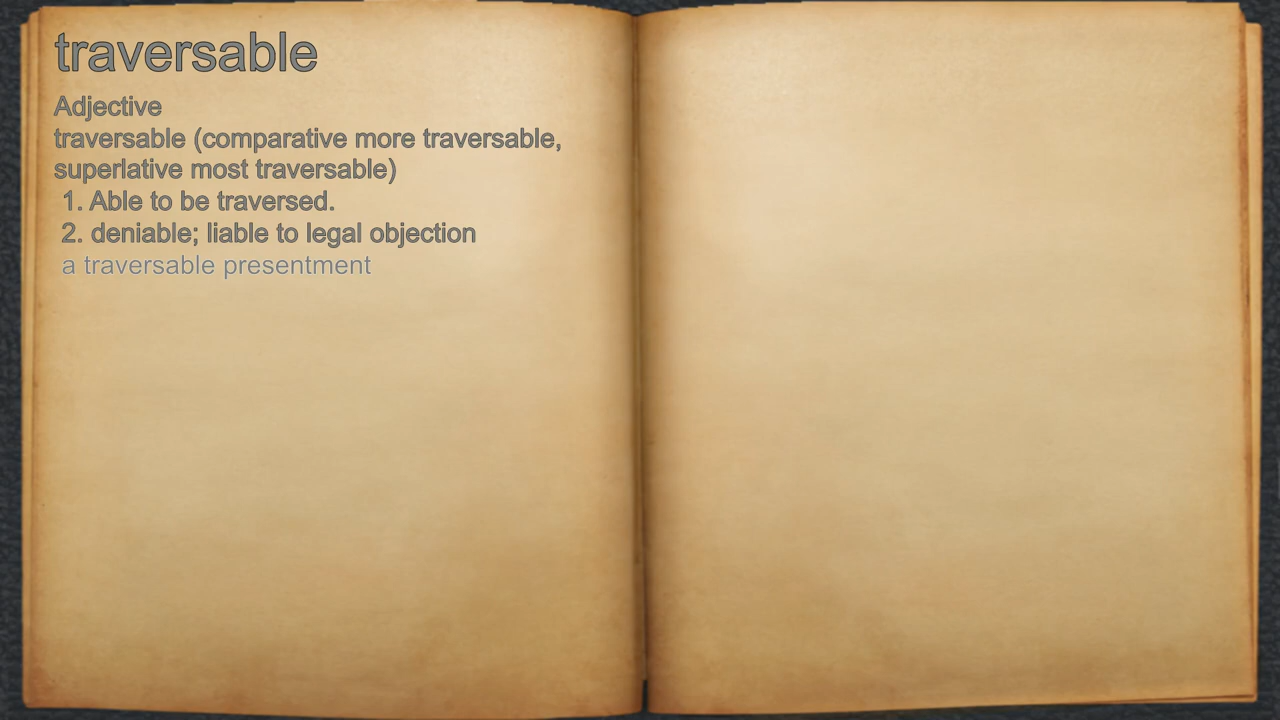 traversable
Adjective
traversable (comparative more traversable,
superlative most traversable)
1. Able to be traversed.
2. deniable; liable to legal objection
a traversable presentment